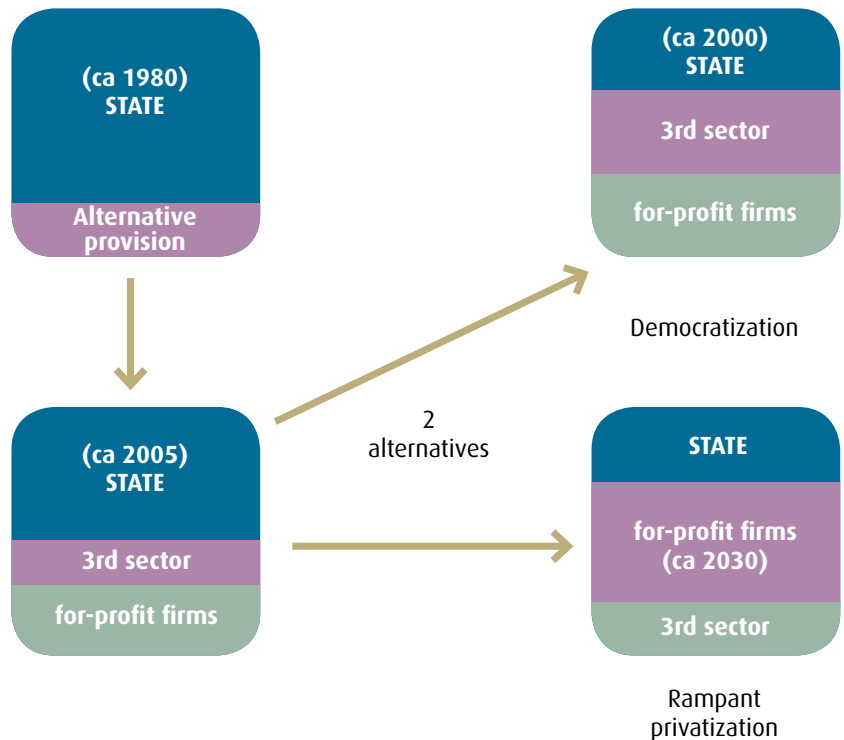 (ca 1980)
STATE
Alternative
provision
(ca 2000)
STATE
3rd sector
for-profit firms
Democratization
2
alternatives
(ca 2005)
STATE
3rd sector
for-profit firms
STATE
for-profit firms
(ca 2030)
3rd sector
Rampant
privatization